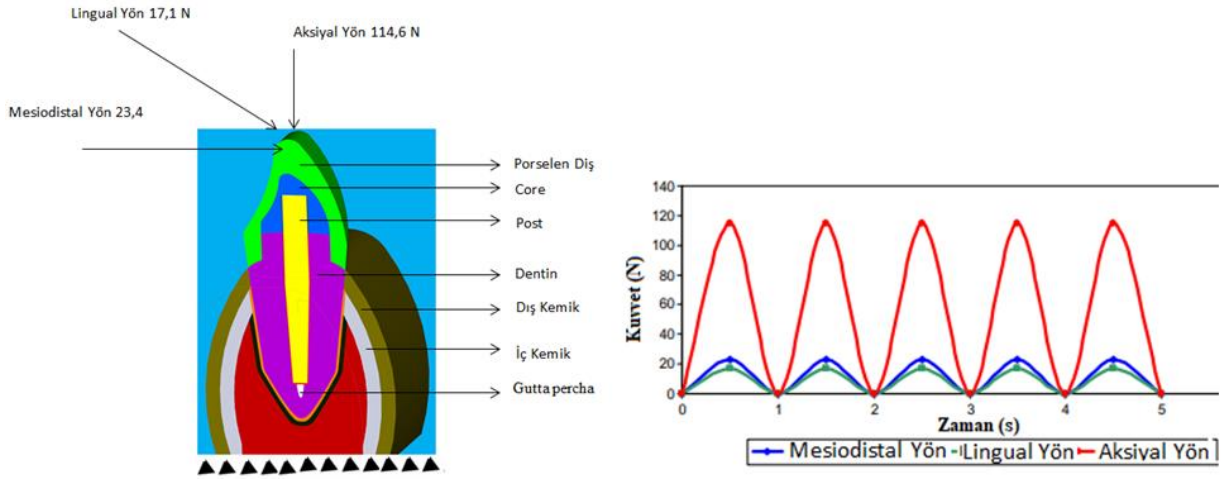 Lingual Yön 17,1 N
Aksiyal Yön 114,6 N
Mesiodistal Yön 23,4
Porselen Diş
Core
Post
Dentin
Dış Kemik
İç Kemik
Gutta percha
Kuvvet (N)
140
120
100
80
60
40
20
0
0 1 2 3 4 5
Zaman (s)
Mesiodistal Yön Lingual Yön Aksiyal Yön